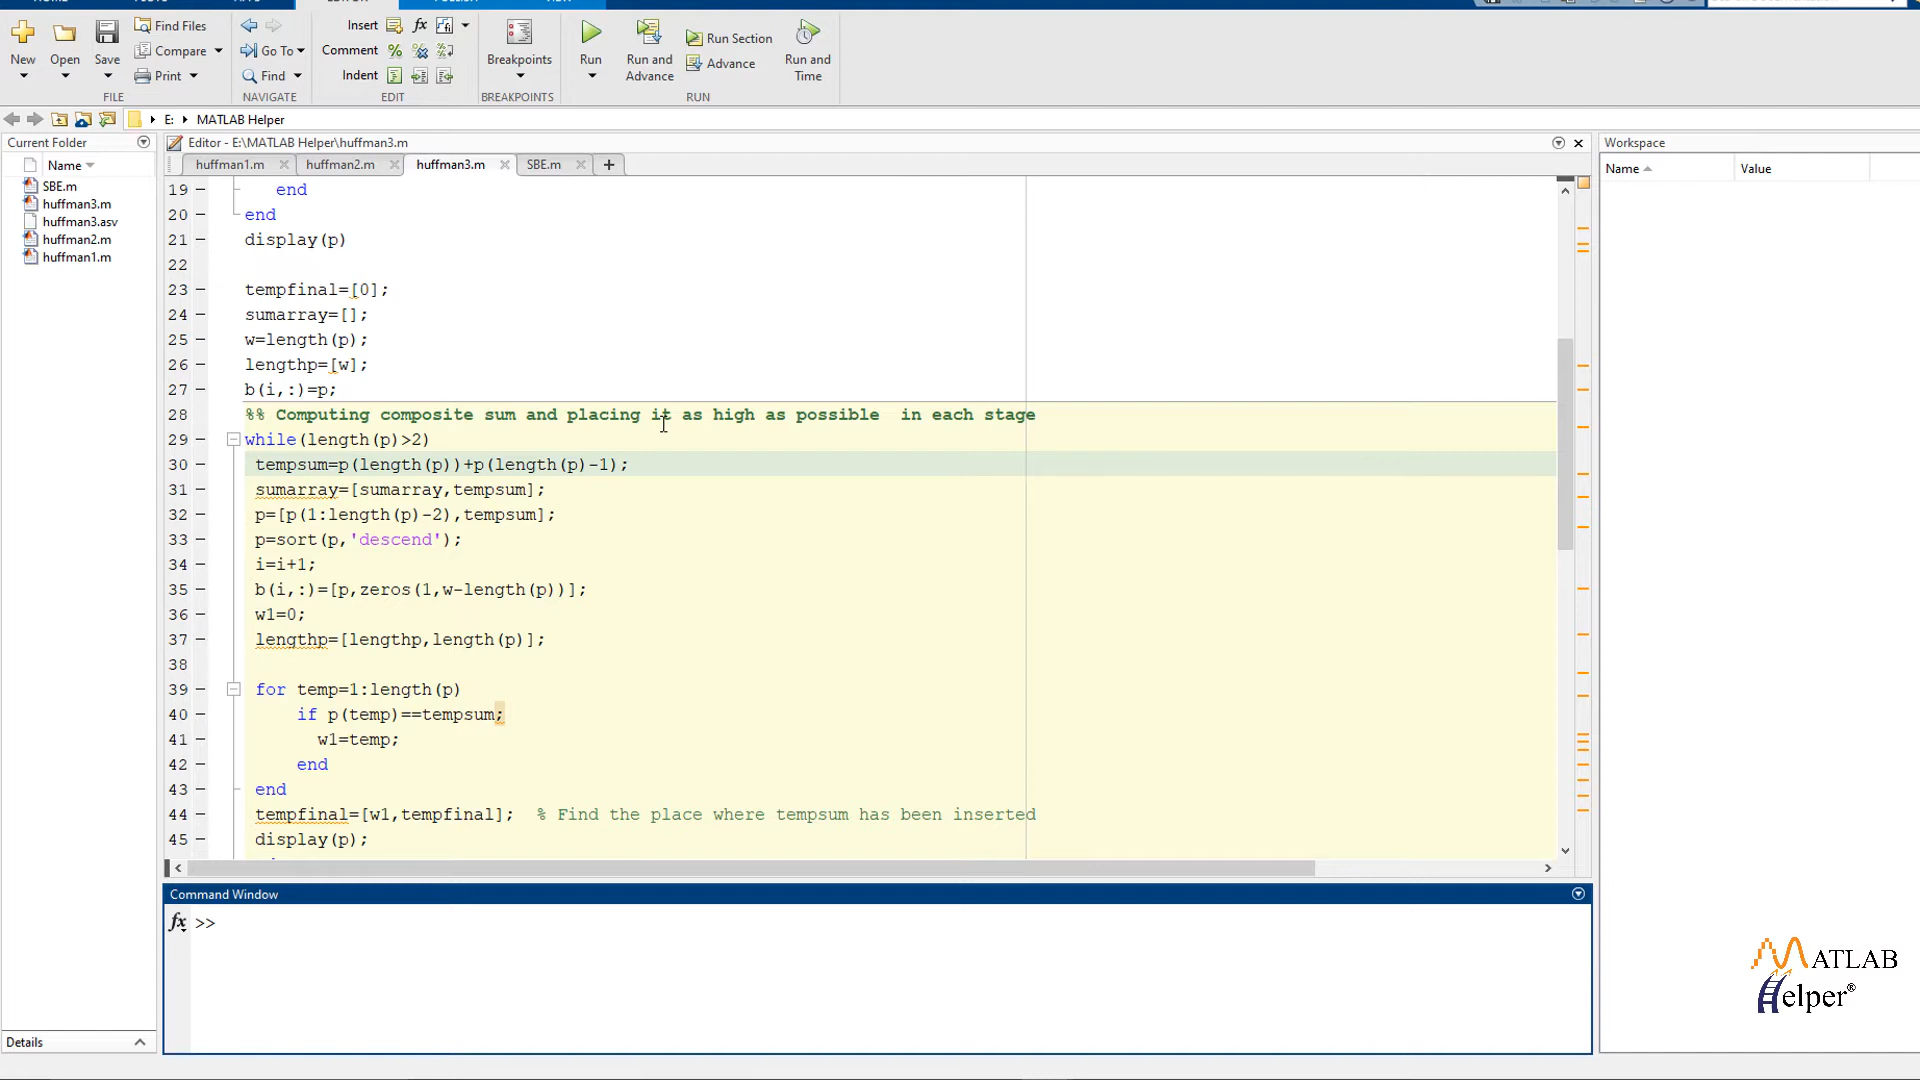 Insert fx
Find Files
Compare
Go To
Comment
Print
Find
Indent
New
Open
Save
Breakpoints
Run
Run and
Advance
Run Section
Advance
Run and
Time
FILE
NAVIGATE
EDIT
BREAKPOINTS
RUN
E: MATLAB Helper
Current Folder
Name
SBE.m
huffman3.m
huffman3.asv
huffman2.m
huffman1.m
Details
Editor - E:\MATLAB Helper\huffman3.m
huffman1.m huffman2.m huffman3.m SBE.m
19 end
20 end
21 display(p)
22
23 tempfinal=[0];
24 sumarray=[];
25 w=length(p);
26 lengthp=[w];
27 b(i,:)=p;
28 %% Computing composite sum and placing it as high as possible  in each stage
29 while(length(p)>2)
30 tempsum=p(length(p))+p(length(p)-1);
31 sumarray=[sumarray,tempsum];
32 p=[p(1:length(p)-2),tempsum];
33 p=sort(p,'descend');
34 i=i+1;
35 b(i,:)=[p,zeros(1,w-length(p))];
36 w1=0;
37 lengthp=[lengthp,length(p)];
38
39 for temp=1:length(p)
40 if p(temp)==tempsum;
41 w1=temp;
42 end
43 end
44 tempfinal=[w1,tempfinal];  % Find the place where tempsum has been inserted
45 display(p);
Command Window
fx >>
Workspace
Name Value
MATLAB
Helper®